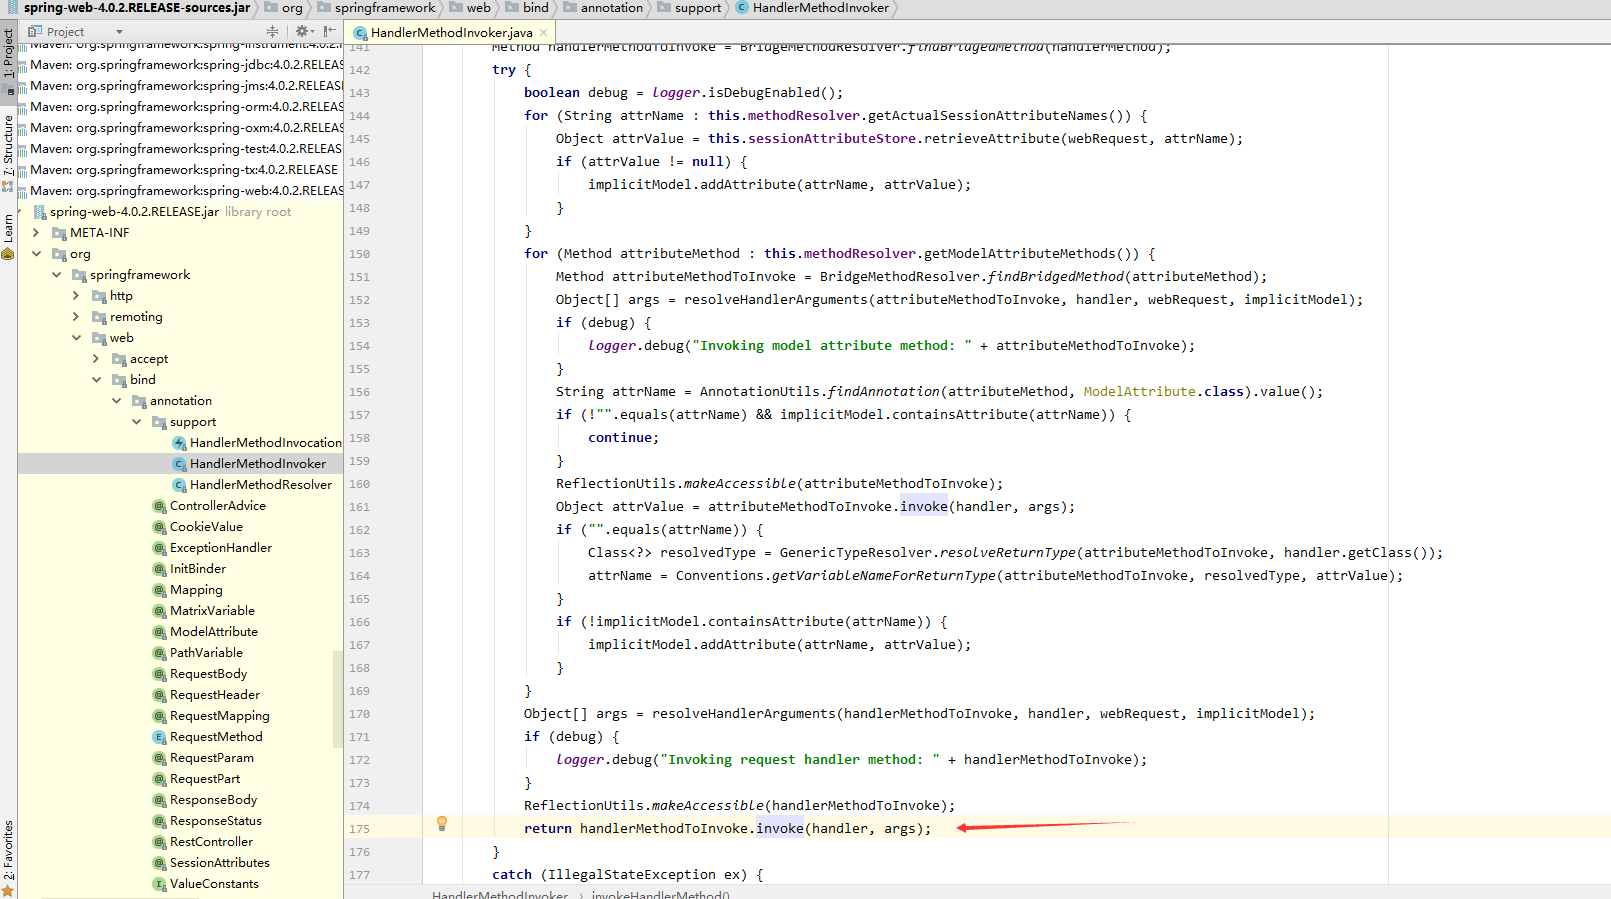 spring-web-4.0.2.RELEASE-sources.jar org springframework web bind annotation support HandlerMethodInvoker
Project
HandlerMethodInvoker.java
1: Project
7: Structure
Learn
2: Favorites
Maven: org.springframework:spring-instrument:4.0.2.
Maven: org.springframework:spring-jdbc:4.0.2.RELEASE
Maven: org.springframework:spring-jms:4.0.2.RELEASE
Maven: org.springframework:spring-orm:4.0.2.RELEASE
Maven: org.springframework:spring-oxm:4.0.2.RELEASE
Maven: org.springframework:spring-test:4.0.2.RELEAS
Maven: org.springframework:spring-tx:4.0.2.RELEASE
Maven: org.springframework:spring-web:4.0.2.RELEASE
spring-web-4.0.2.RELEASE.jar library root
META-INF
org
springframework
http
remoting
web
accept
bind
annotation
support
HandlerMethodInvocation
HandlerMethodInvoker
HandlerMethodResolver
ControllerAdvice
CookieValue
ExceptionHandler
InitBinder
Mapping
MatrixVariable
ModelAttribute
PathVariable
RequestBody
RequestHeader
RequestMapping
RequestMethod
RequestParam
RequestPart
ResponseBody
ResponseStatus
RestController
SessionAttributes
ValueConstants
141 Method handlerMethodToInvoke = BridgeMethodResolver.findBridgedMethod(handlerMethod);
142 try {
143 boolean debug = logger.isDebugEnabled();
144 for (String attrName : this.methodResolver.getActualSessionAttributeNames()) {
145 Object attrValue = this.sessionAttributeStore.retrieveAttribute(webRequest, attrName);
146 if (attrValue != null) {
147 implicitModel.addAttribute(attrName, attrValue);
148 }
149 }
150 for (Method attributeMethod : this.methodResolver.getModelAttributeMethods()) {
151 Method attributeMethodToInvoke = BridgeMethodResolver.findBridgedMethod(attributeMethod);
152 Object[] args = resolveHandlerArguments(attributeMethodToInvoke, handler, webRequest, implicitModel);
153 if (debug) {
154 logger.debug("Invoking model attribute method: " + attributeMethodToInvoke);
155 }
156 String attrName = AnnotationUtils.findAnnotation(attributeMethod, ModelAttribute.class).value();
157 if (!"".equals(attrName) && implicitModel.containsAttribute(attrName)) {
158 continue;
159 }
160 ReflectionUtils.makeAccessible(attributeMethodToInvoke);
161 Object attrValue = attributeMethodToInvoke.invoke(handler, args);
162 if ("".equals(attrName)) {
163 Class<?> resolvedType = GenericTypeResolver.resolveReturnType(attributeMethodToInvoke, handler.getClass());
164 attrName = Conventions.getVariableNameForReturnType(attributeMethodToInvoke, resolvedType, attrValue);
165 }
166 if (!implicitModel.containsAttribute(attrName)) {
167 implicitModel.addAttribute(attrName, attrValue);
168 }
169 }
170 Object[] args = resolveHandlerArguments(handlerMethodToInvoke, handler, webRequest, implicitModel);
171 if (debug) {
172 logger.debug("Invoking request handler method: " + handlerMethodToInvoke);
173 }
174 ReflectionUtils.makeAccessible(handlerMethodToInvoke);
175 return handlerMethodToInvoke.invoke(handler, args);
176 }
177 catch (IllegalStateException ex) {
HandlerMethodInvoker › invokeHandlerMethod()